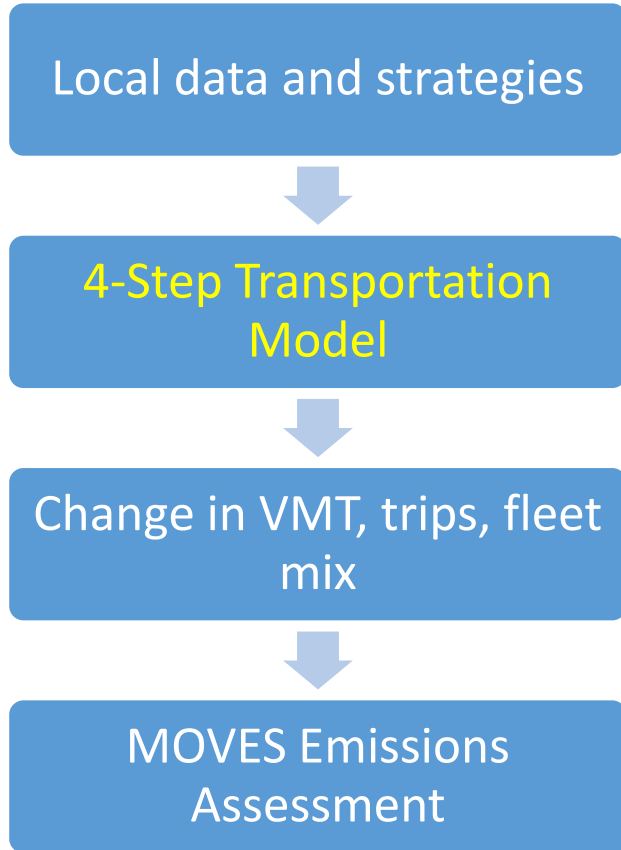 Local data and strategies
4-Step Transportation
Model
Change in VMT, trips, fleet
mix
MOVES Emissions
Assessment